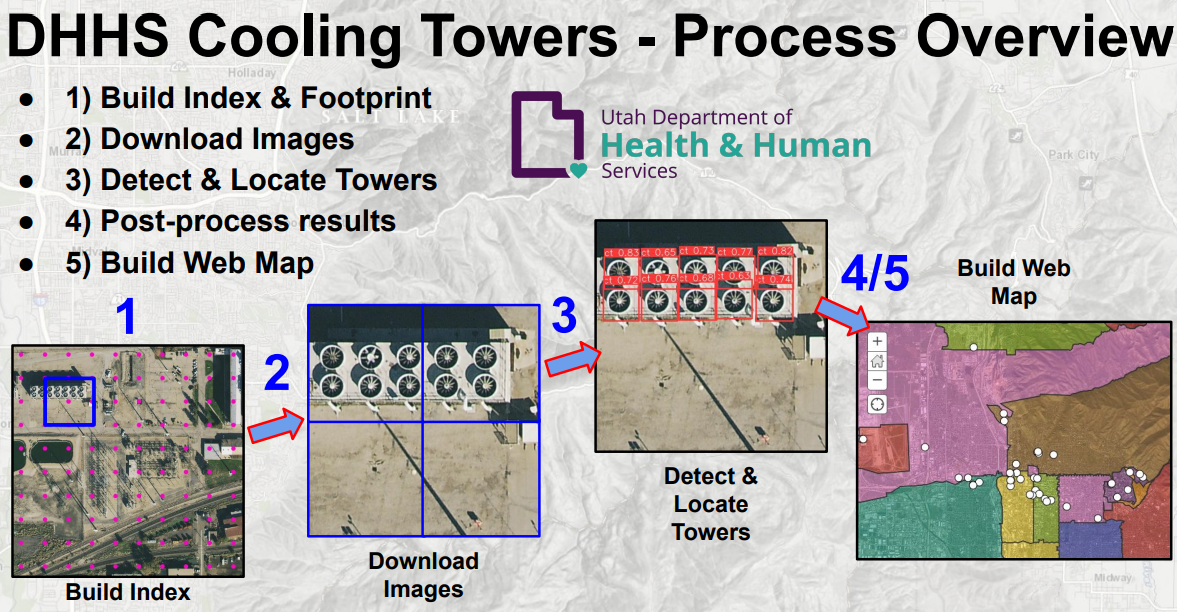 DHHS Cooling Towers - Process Overview
● 1) Build Index & Footprint
● 2) Download Images
● 3) Detect & Locate Towers
● 4) Post-process results
● 5) Build Web Map
Utah Department of
Health & Human
Services
Holladay
SALT LAKE
Park City
40
1
2
3
4/5
Build Web
Map
ct 0.83 ct 0.65 ct 0.73 ct 0.77 ct 0.82
ct 0.72 ct 0.76 ct 0.68 ct 0.63 ct 0.74
+
−
Build Index
Download
Images
Detect &
Locate
Towers
Midway